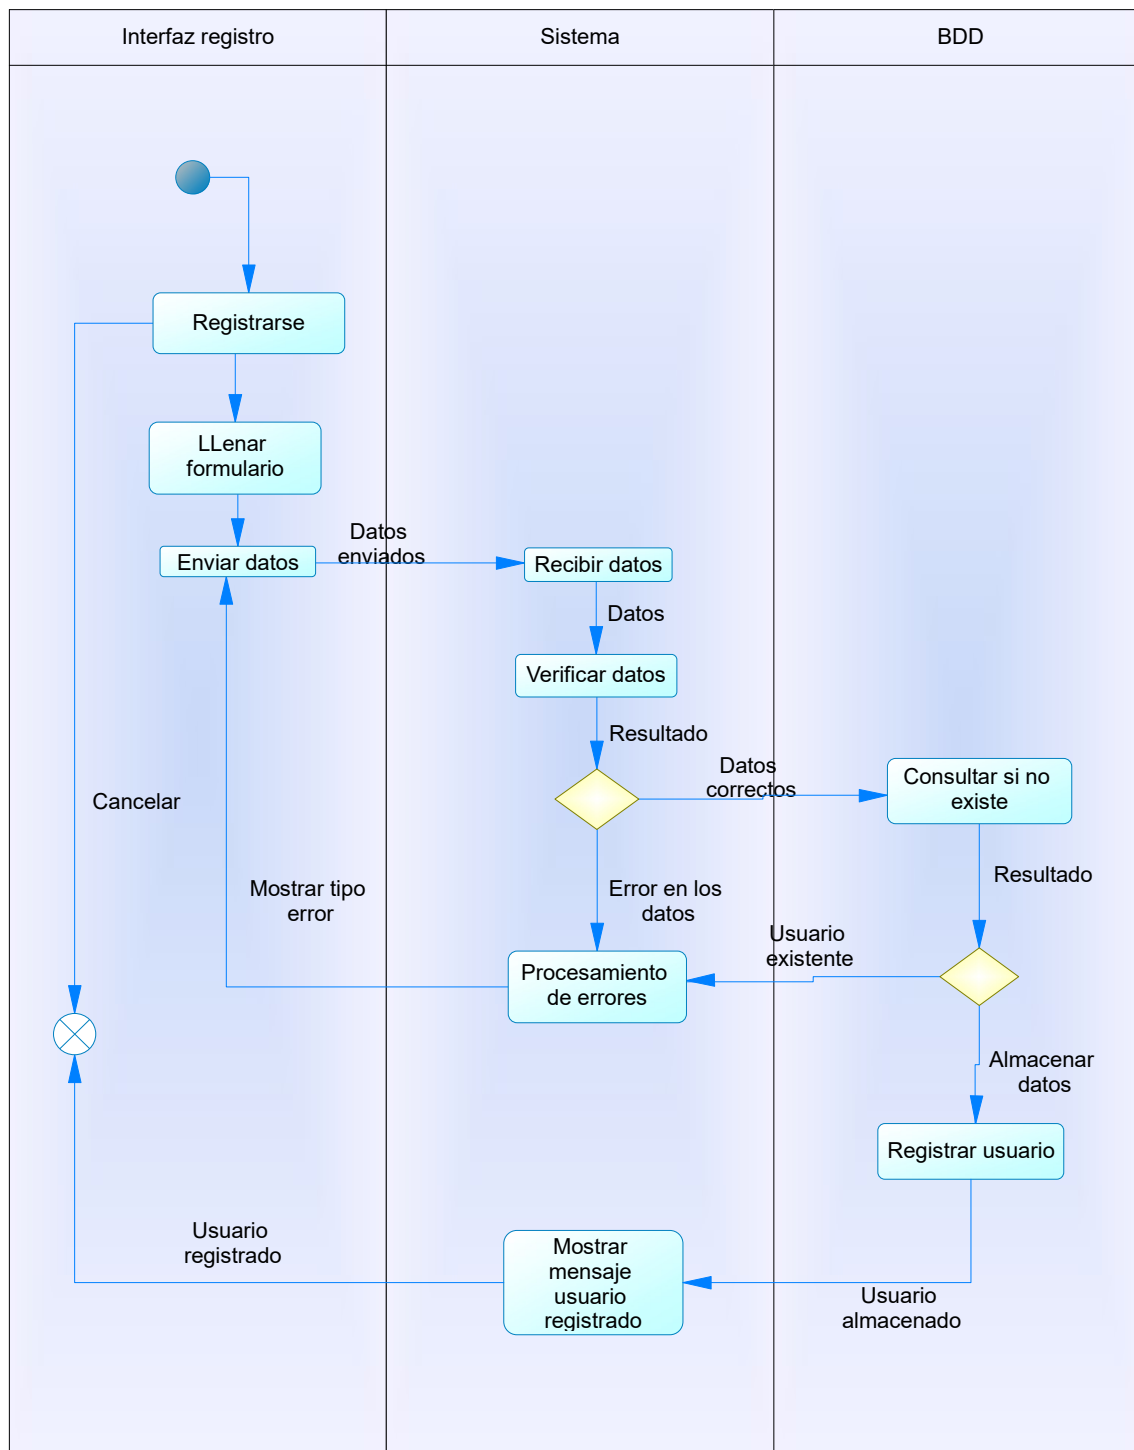 Interfaz registro
Sistema
BDD
Registrarse
LLenar
formulario
Enviar datos
Datos
enviados
Recibir datos
Datos
Verificar datos
Resultado
Datos
correctos
Consultar si no
existe
Cancelar
Resultado
Mostrar tipo
error
Error en los
datos
Usuario
existente
Procesamiento
de errores
Almacenar
datos
Registrar usuario
Usuario
registrado
Mostrar
mensaje
usuario
registrado
Usuario
almacenado